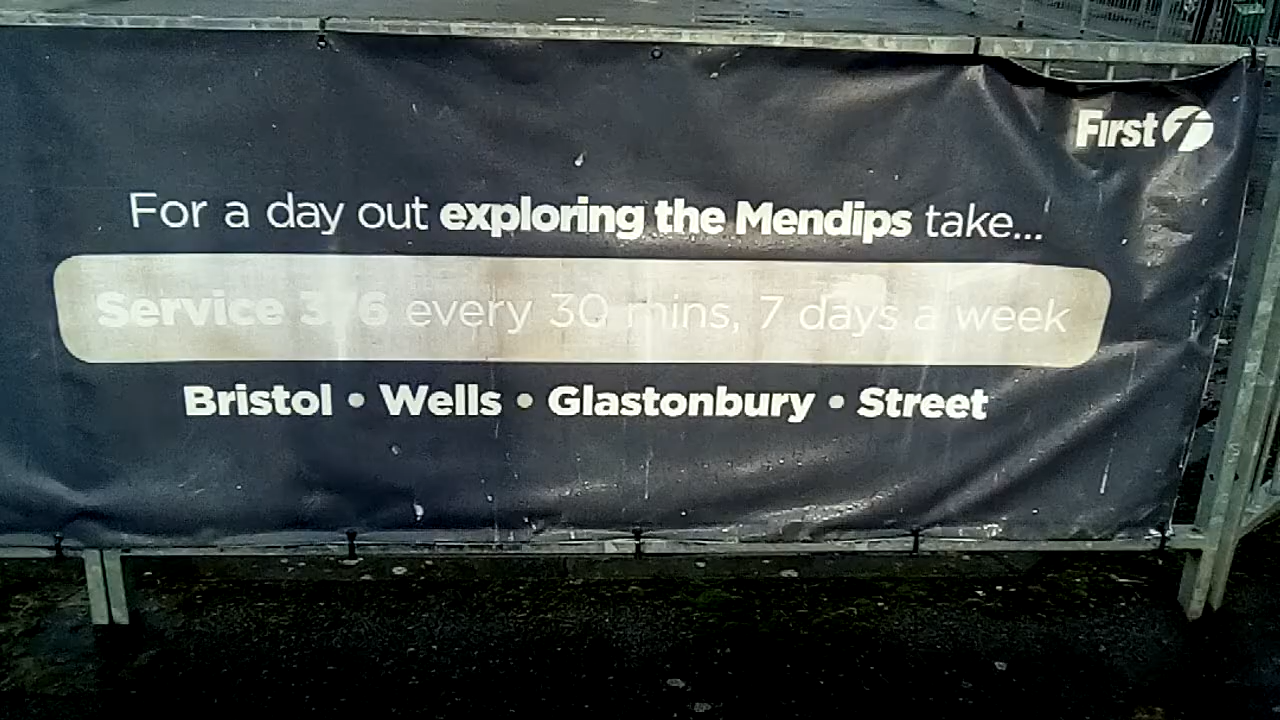 First
For a day out exploring the Mendips take...
Service 376 every 30 mins, 7 days a week
Bristol • Wells • Glastonbury • Street